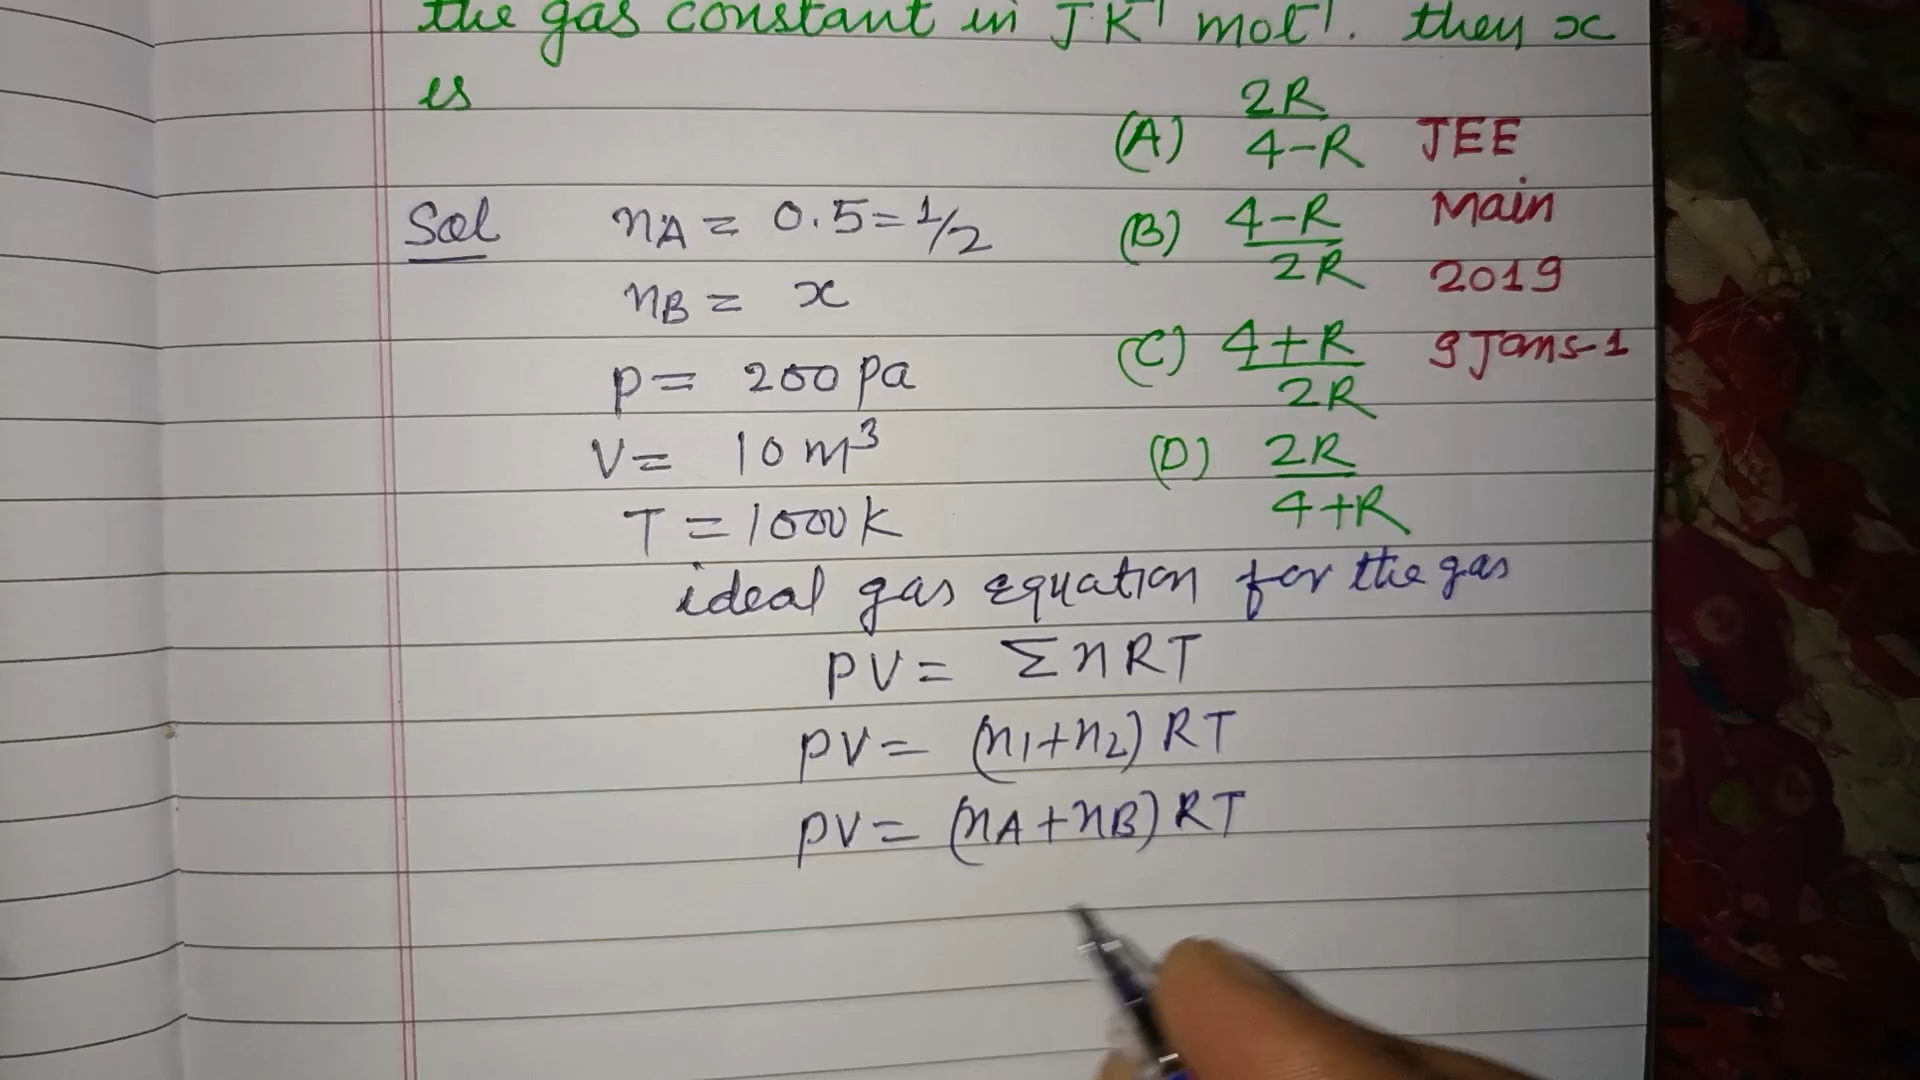 the gas constant in JK⁻¹ mol⁻¹. then x
is
(A) 2R/4-R JEE
Sol nA = 0.5 = 1/2
(B) 4-R/2R Main
2019
nB = x
(C) 4+R/2R 9 Jan S-1
P = 200 Pa
V = 10 m³
(D) 2R/4+R
T = 1000 K
ideal gas equation for the gas
PV = Σ n R T
PV = (n1+n2) RT
PV = (nA+nB) RT